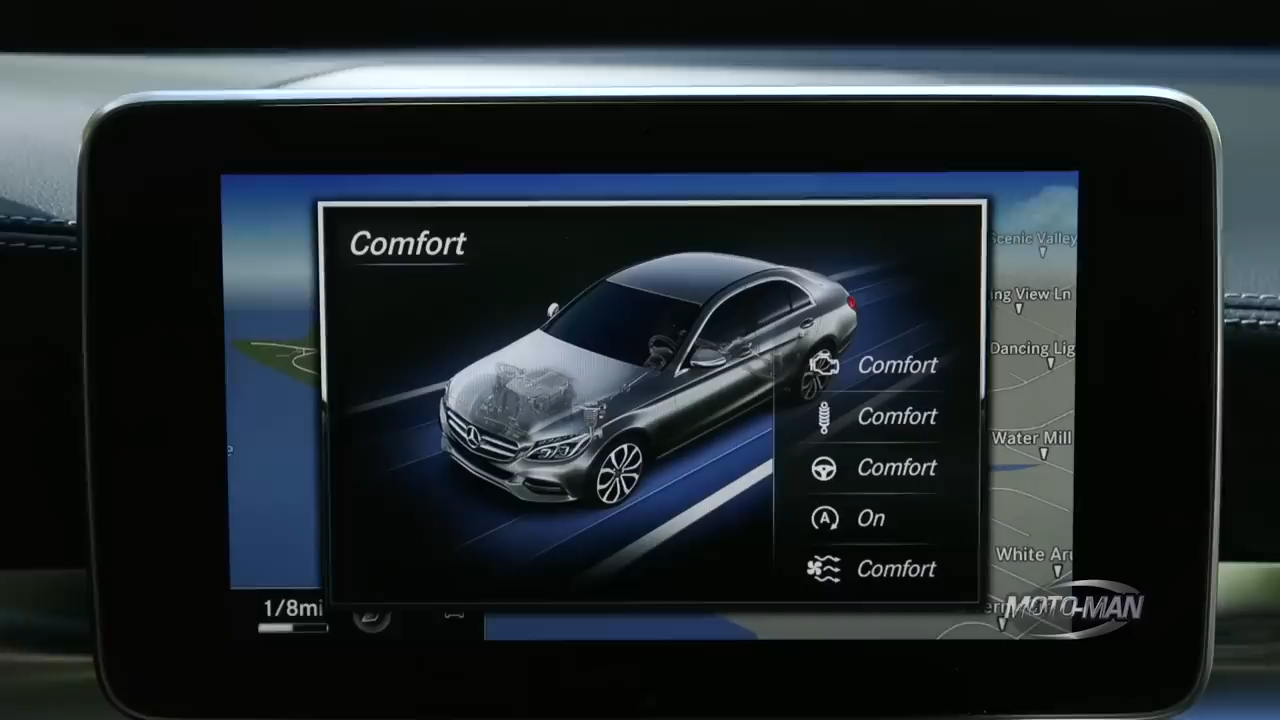 Comfort
Scenic Valley
ing View Ln
Dancing Lig
Comfort
Comfort
Water Mill
Comfort
A On
White Ar
Comfort
1/8mi
MOTO-MAN